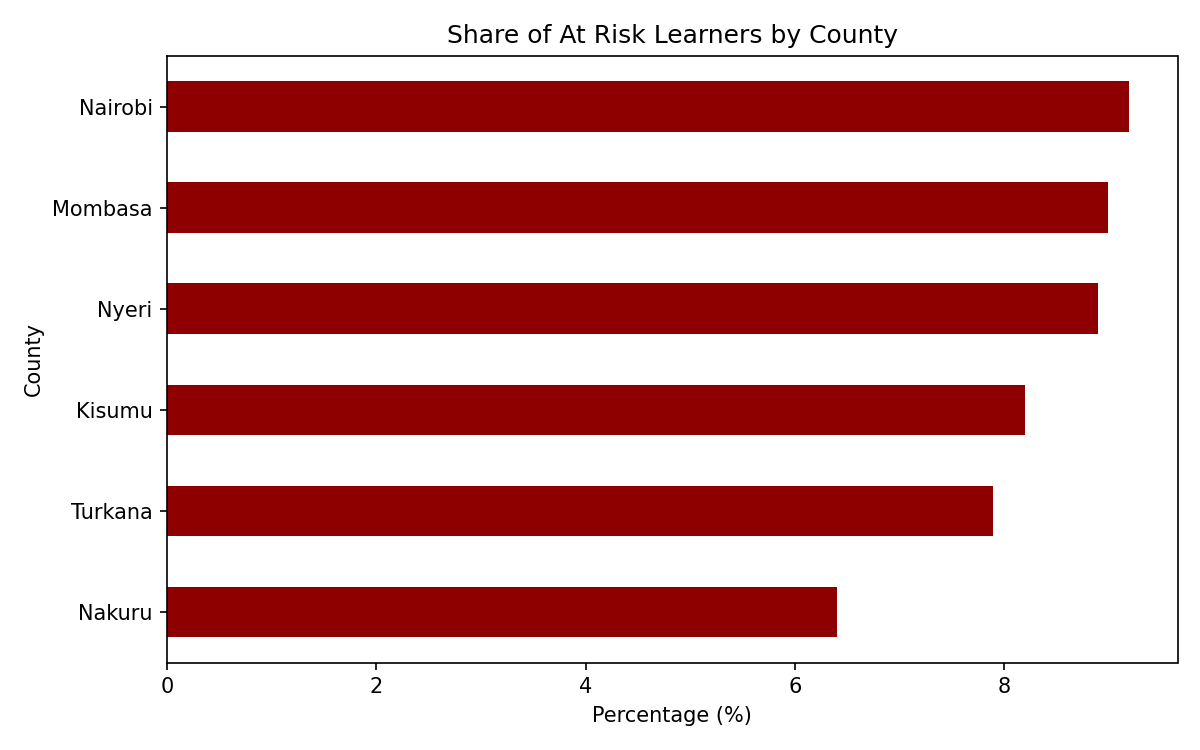 Share of At Risk Learners by County
Nairobi
Mombasa
Nyeri
Kisumu
Turkana
Nakuru
County
0 2 4 6 8
Percentage (%)